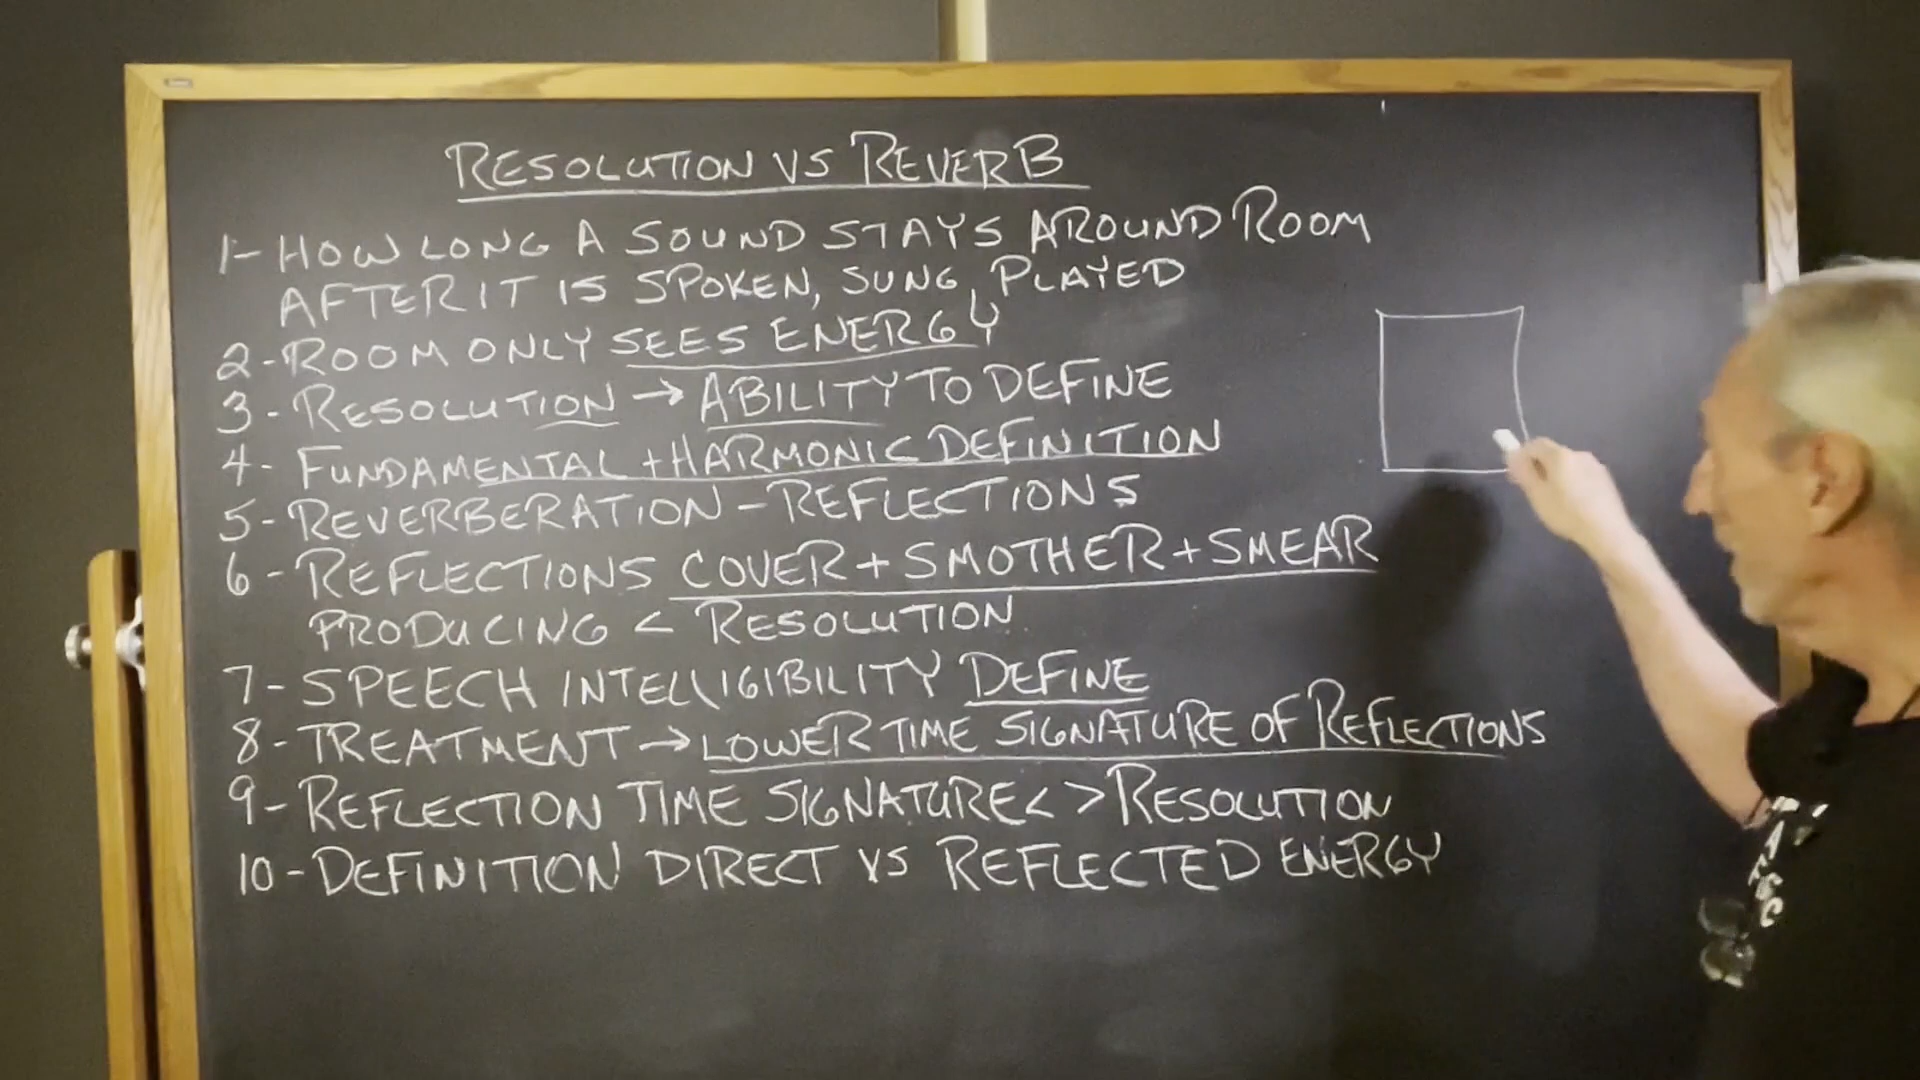 RESOLUTION VS REVERB
1- HOW LONG A SOUND STAYS AROUND ROOM
AFTER IT IS SPOKEN, SUNG, PLAYED
2- ROOM ONLY SEES ENERGY
3- RESOLUTION → ABILITY TO DEFINE
4- FUNDAMENTAL + HARMONIC DEFINITION
5- REVERBERATION - REFLECTIONS
6- REFLECTIONS COVER + SMOTHER + SMEAR
PRODUCING < RESOLUTION
7- SPEECH INTELLIGIBILITY DEFINE
8- TREATMENT → LOWER TIME SIGNATURE OF REFLECTIONS
9- REFLECTION TIME SIGNATURE < > RESOLUTION
10- DEFINITION DIRECT VS REFLECTED ENERGY